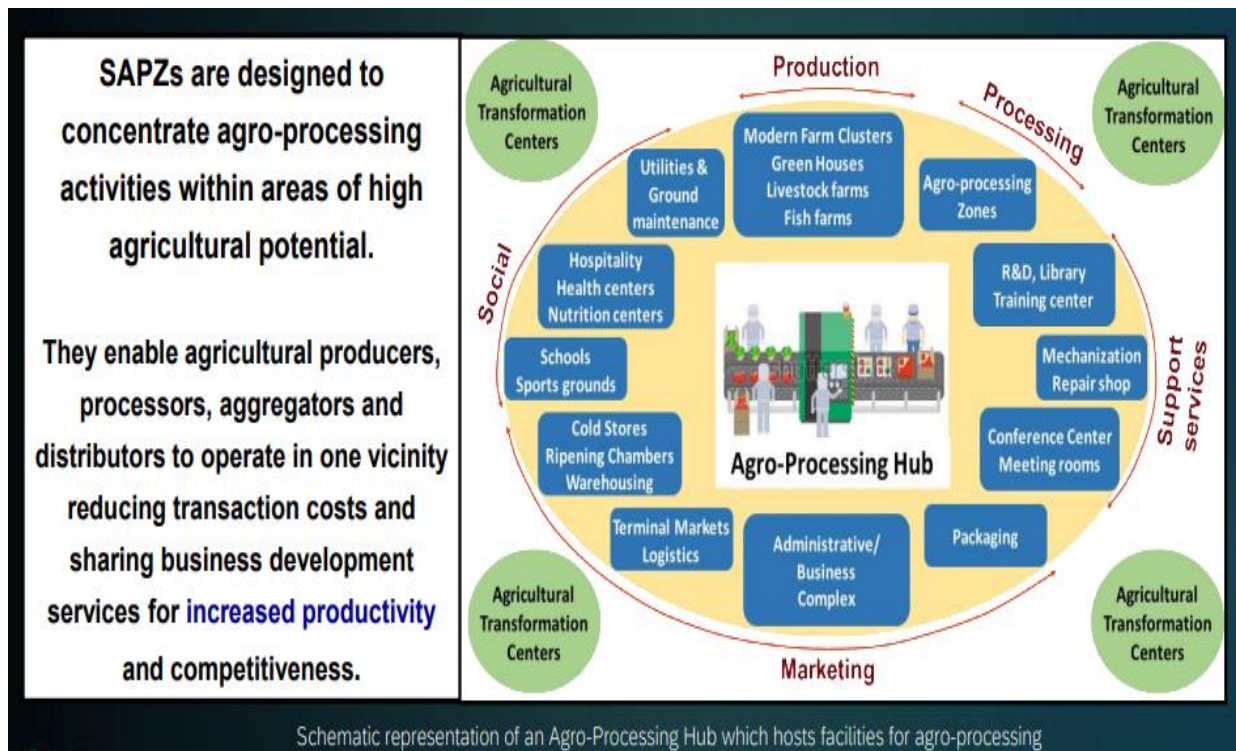 SAPZs are designed to
concentrate agro-processing
activities within areas of high
agricultural potential.
They enable agricultural producers,
processors, aggregators and
distributors to operate in one vicinity
reducing transaction costs and
sharing business development
services for increased productivity
and competitiveness.
Agricultural
Transformation
Centers
Production
Processing
Agricultural
Transformation
Centers
Social
Utilities &
Ground
maintenance
Modern Farm Clusters
Green Houses
Livestock farms
Fish farms
Agro-processing
Zones
Hospitality
Health centers
Nutrition centers
R&D, Library
Training center
Schools
Sports grounds
Mechanization
Repair shop
Support
services
Cold Stores
Ripening Chambers
Warehousing
Agro-Processing Hub
Conference Center
Meeting rooms
Terminal Markets
Logistics
Administrative/
Business
Complex
Packaging
Agricultural
Transformation
Centers
Marketing
Agricultural
Transformation
Centers
Schematic representation of an Agro-Processing Hub which hosts facilities for agro-processing